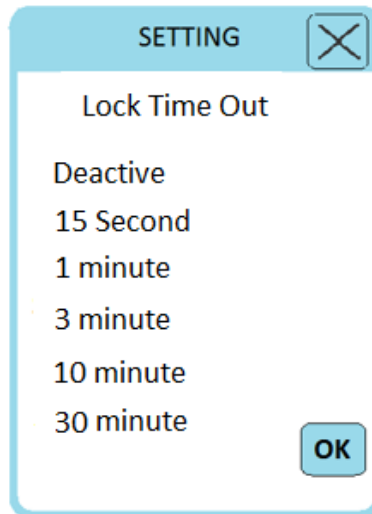 SETTING
Lock Time Out
Deactive
15 Second
1 minute
3 minute
10 minute
30 minute
OK